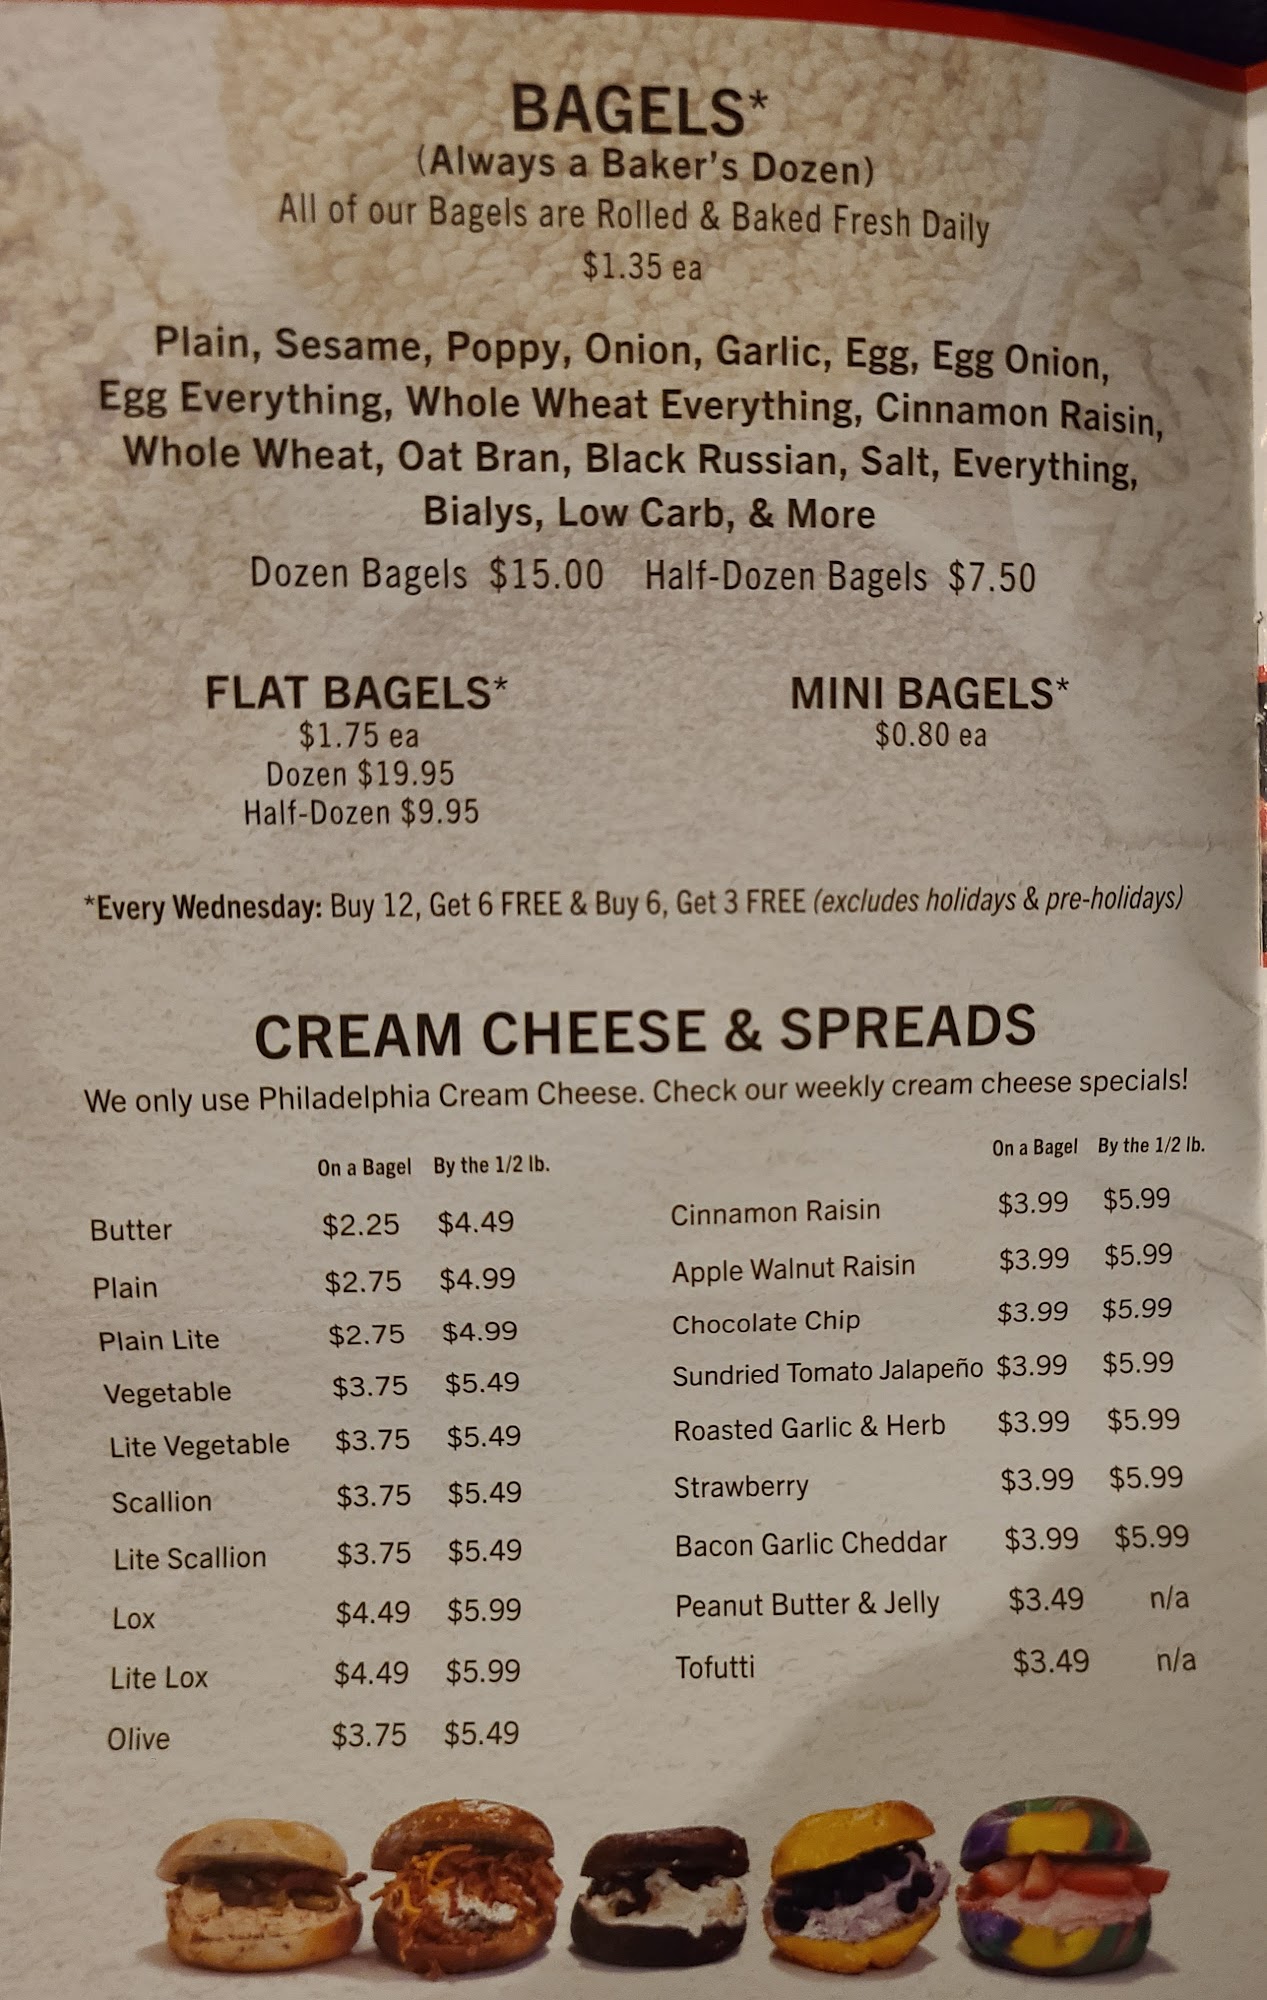 BAGELS*
(Always a Baker's Dozen)
All of our Bagels are Rolled & Baked Fresh Daily
$1.35 ea
Plain, Sesame, Poppy, Onion, Garlic, Egg, Egg Onion,
Egg Everything, Whole Wheat Everything, Cinnamon Raisin,
Whole Wheat, Oat Bran, Black Russian, Salt, Everything,
Bialys, Low Carb, & More
Dozen Bagels $15.00 Half-Dozen Bagels $7.50
FLAT BAGELS*
$1.75 ea
Dozen $19.95
Half-Dozen $9.95
MINI BAGELS*
$0.80 ea
*Every Wednesday: Buy 12, Get 6 FREE & Buy 6, Get 3 FREE (excludes holidays & pre-holidays)
CREAM CHEESE & SPREADS
We only use Philadelphia Cream Cheese. Check our weekly cream cheese specials!
On a Bagel By the 1/2 lb.
Butter $2.25 $4.49
Plain $2.75 $4.99
Plain Lite $2.75 $4.99
Vegetable $3.75 $5.49
Lite Vegetable $3.75 $5.49
Scallion $3.75 $5.49
Lite Scallion $3.75 $5.49
Lox $4.49 $5.99
Lite Lox $4.49 $5.99
Olive $3.75 $5.49
On a Bagel By the 1/2 lb.
Cinnamon Raisin $3.99 $5.99
Apple Walnut Raisin $3.99 $5.99
Chocolate Chip $3.99 $5.99
Sundried Tomato Jalapeño $3.99 $5.99
Roasted Garlic & Herb $3.99 $5.99
Strawberry $3.99 $5.99
Bacon Garlic Cheddar $3.99 $5.99
Peanut Butter & Jelly $3.49 n/a
Tofutti $3.49 n/a